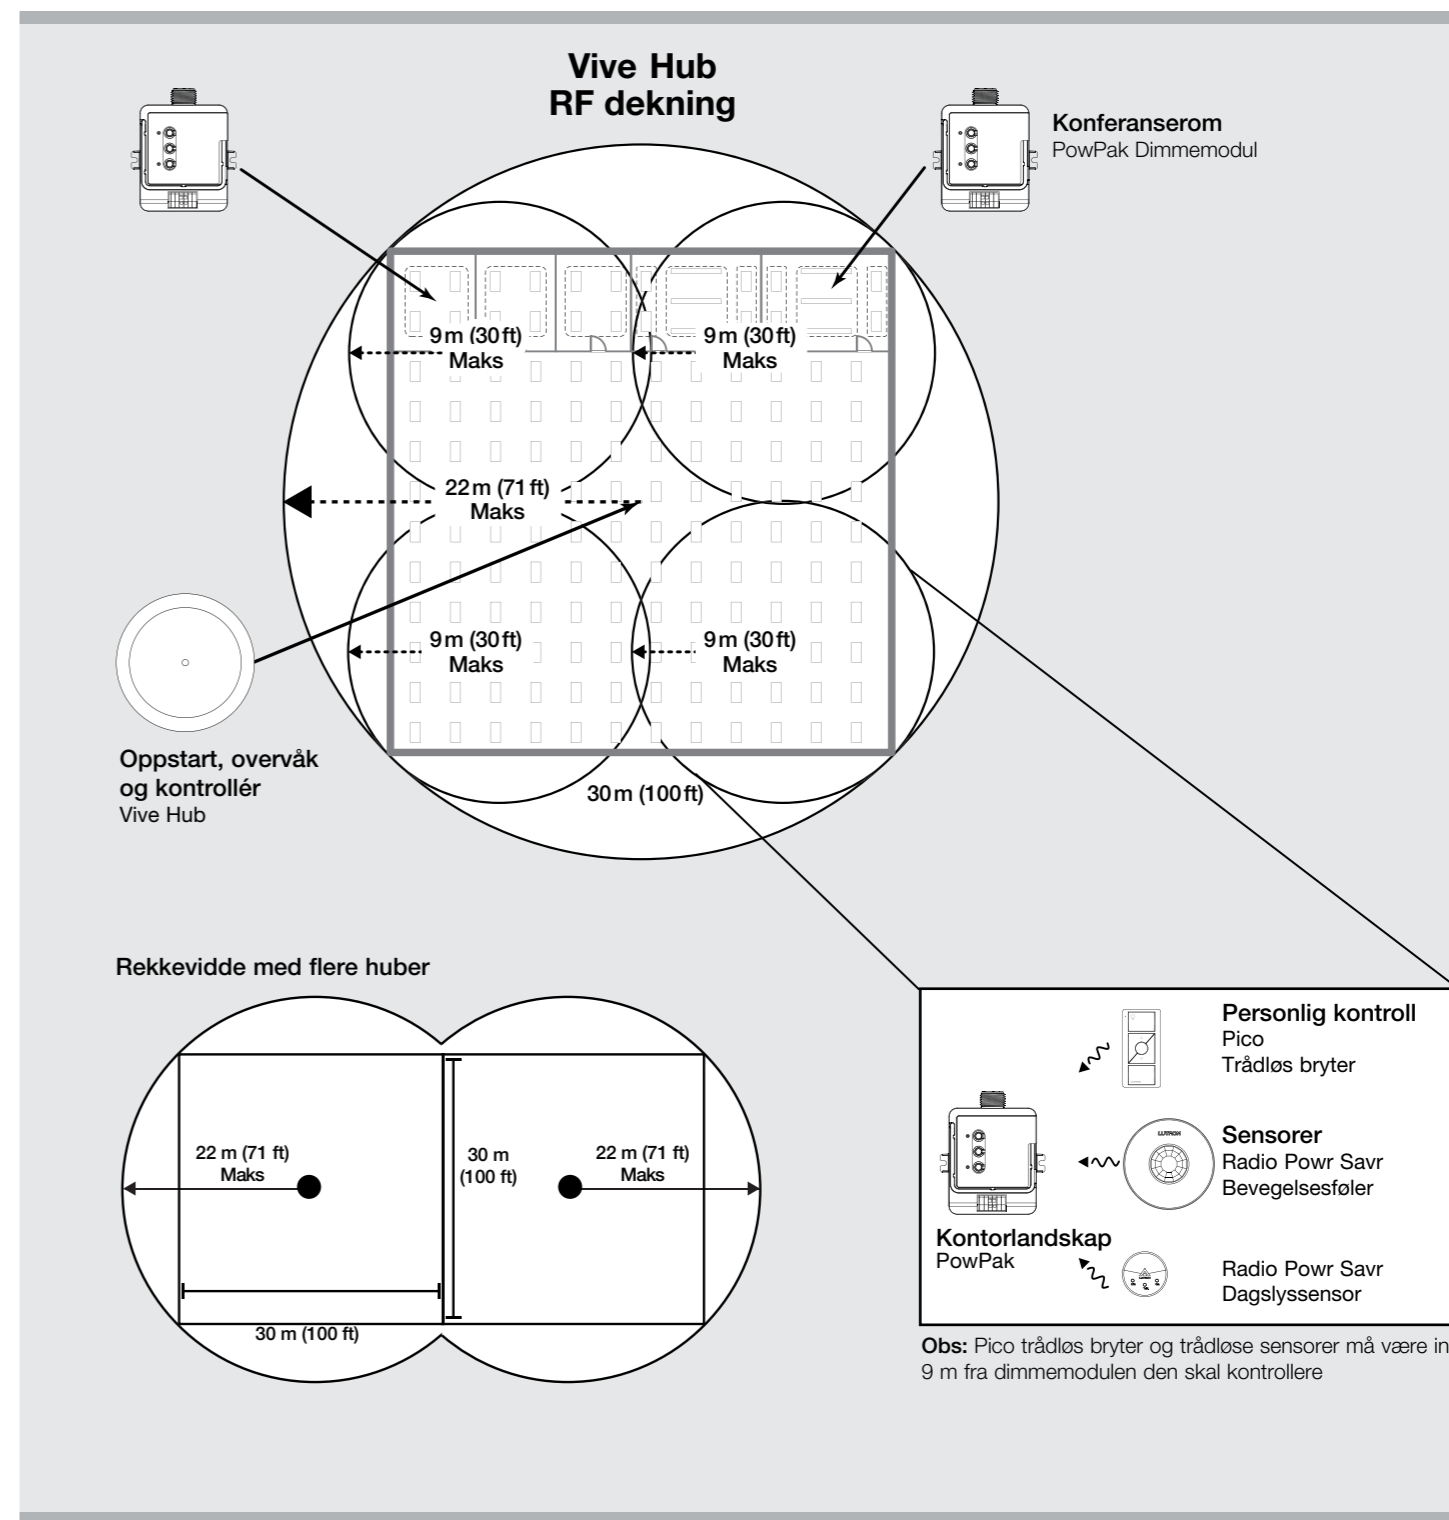 Vive Hub
RF dekning
Konferanserom
PowPak Dimmemodul
9 m (30 ft)
Maks
9 m (30 ft)
Maks
22 m (71 ft)
Maks
9 m (30 ft)
Maks
9 m (30 ft)
Maks
Oppstart, overvåk
og kontrollér
Vive Hub
30 m (100 ft)
Rekkevidde med flere huber
22 m (71 ft)
Maks
30 m
(100 ft)
22 m (71 ft)
Maks
30 m (100 ft)
Personlig kontroll
Pico
Trådløs bryter
LUTRON
Sensorer
Radio Powr Savr
Bevegelsesføler
Kontorlandskap
PowPak
Radio Powr Savr
Dagslyssensor
Obs: Pico trådløs bryter og trådløse sensorer må være in
9 m fra dimmemodulen den skal kontrollere